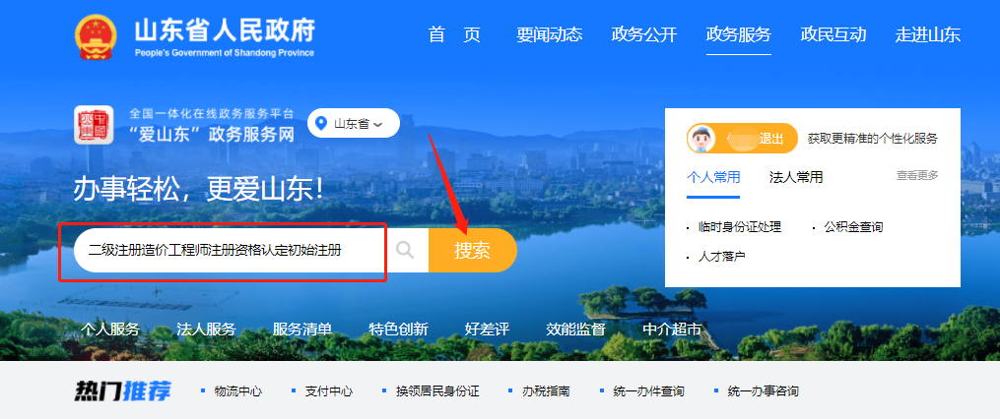 山东省人民政府
People's Government of Shandong Province
首 页 要闻动态 政务公开 政务服务 政民互动 走进山东
全国一体化在线政务服务平台
“爱山东”政务服务网
山东省
退出 获取更精准的个性化服务
个人常用 法人常用 查看更多
办事轻松，更爱山东！
临时身份证处理 公积金查询
二级注册造价工程师注册资格认定初始注册 搜索
人才落户
个人服务 法人服务 服务清单 特色创新 好差评 效能监督 中介超市
热门推荐 物流中心 支付中心 换领居民身份证 办税指南 统一办件查询 统一办事咨询